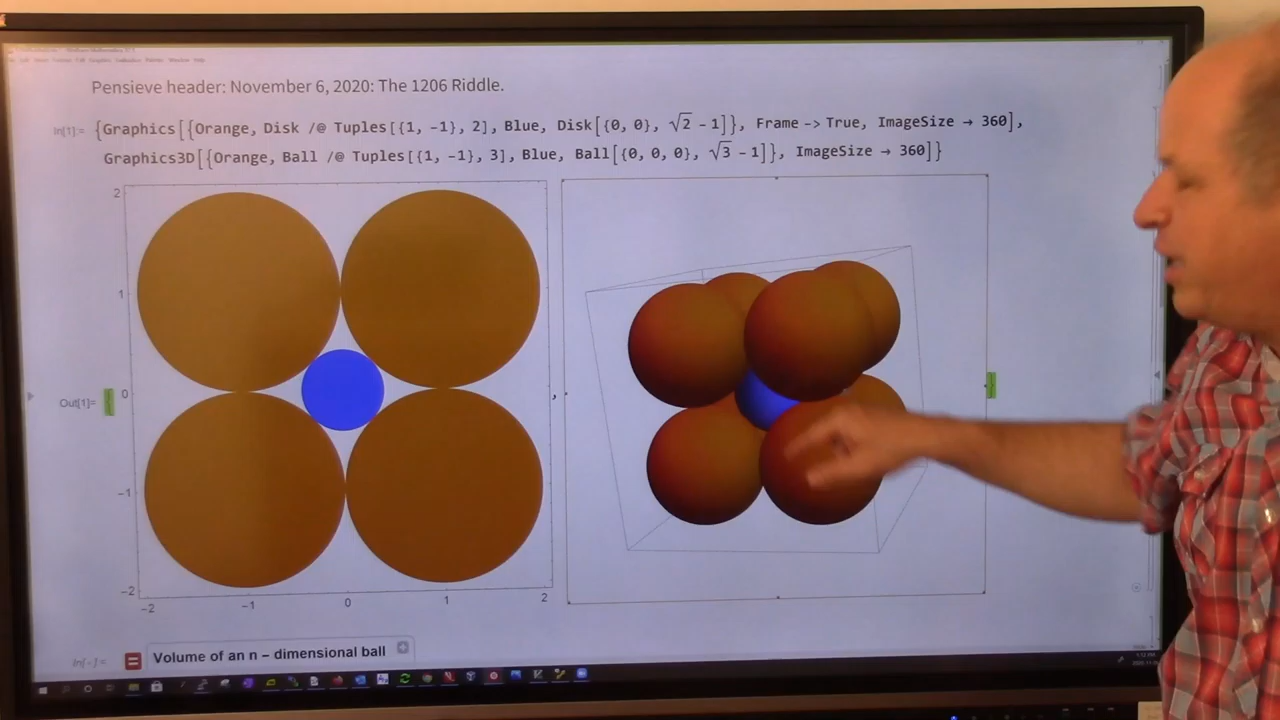 Pensieve header: November 6, 2020: The 1206 Riddle.
In[1]:= {Graphics[{Orange, Disk /@ Tuples[{1, -1}, 2], Blue, Disk[{0, 0}, √2 - 1]}, Frame -> True, ImageSize → 360],
Graphics3D[{Orange, Ball /@ Tuples[{1, -1}, 3], Blue, Ball[{0, 0, 0}, √3 - 1]}, ImageSize → 360]}
2
1
0
-1
-2
Out[1]=
,
-2 -1 0 1 2
In[-]:= Volume of an n – dimensional ball